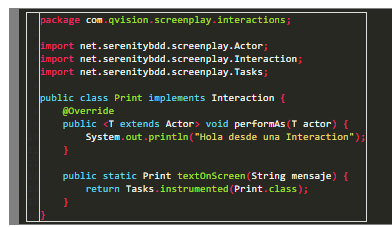 package com.qvision.screenplay.interactions;
import net.serenitybdd.screenplay.Actor;
import net.serenitybdd.screenplay.Interaction;
import net.serenitybdd.screenplay.Tasks;
public class Print implements Interaction {
@Override
public <T extends Actor> void performAs(T actor) {
System.out.println("Hola desde una Interaction");
}
public static Print textOnScreen(String mensaje) {
return Tasks.instrumented(Print.class);
}
}